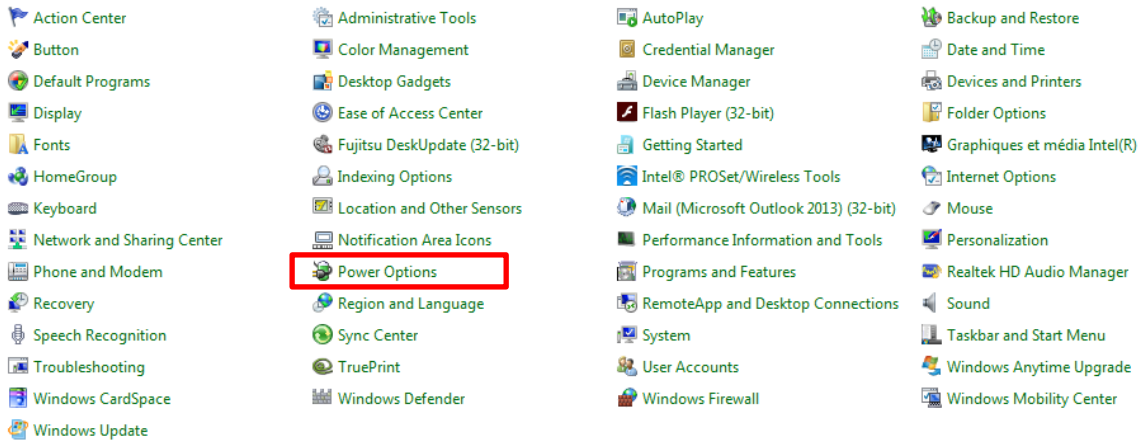 Action Center
Administrative Tools
AutoPlay
Backup and Restore
Button
Color Management
Credential Manager
Date and Time
Default Programs
Desktop Gadgets
Device Manager
Devices and Printers
Display
Ease of Access Center
Flash Player (32-bit)
Folder Options
Fonts
Fujitsu DeskUpdate (32-bit)
Getting Started
Graphiques et média Intel(R)
HomeGroup
Indexing Options
Intel® PROSet/Wireless Tools
Internet Options
Keyboard
Location and Other Sensors
Mail (Microsoft Outlook 2013) (32-bit)
Mouse
Network and Sharing Center
Notification Area Icons
Performance Information and Tools
Personalization
Phone and Modem
Power Options
Programs and Features
Realtek HD Audio Manager
Recovery
Region and Language
RemoteApp and Desktop Connections
Sound
Speech Recognition
Sync Center
System
Taskbar and Start Menu
Troubleshooting
TruePrint
User Accounts
Windows Anytime Upgrade
Windows CardSpace
Windows Defender
Windows Firewall
Windows Mobility Center
Windows Update